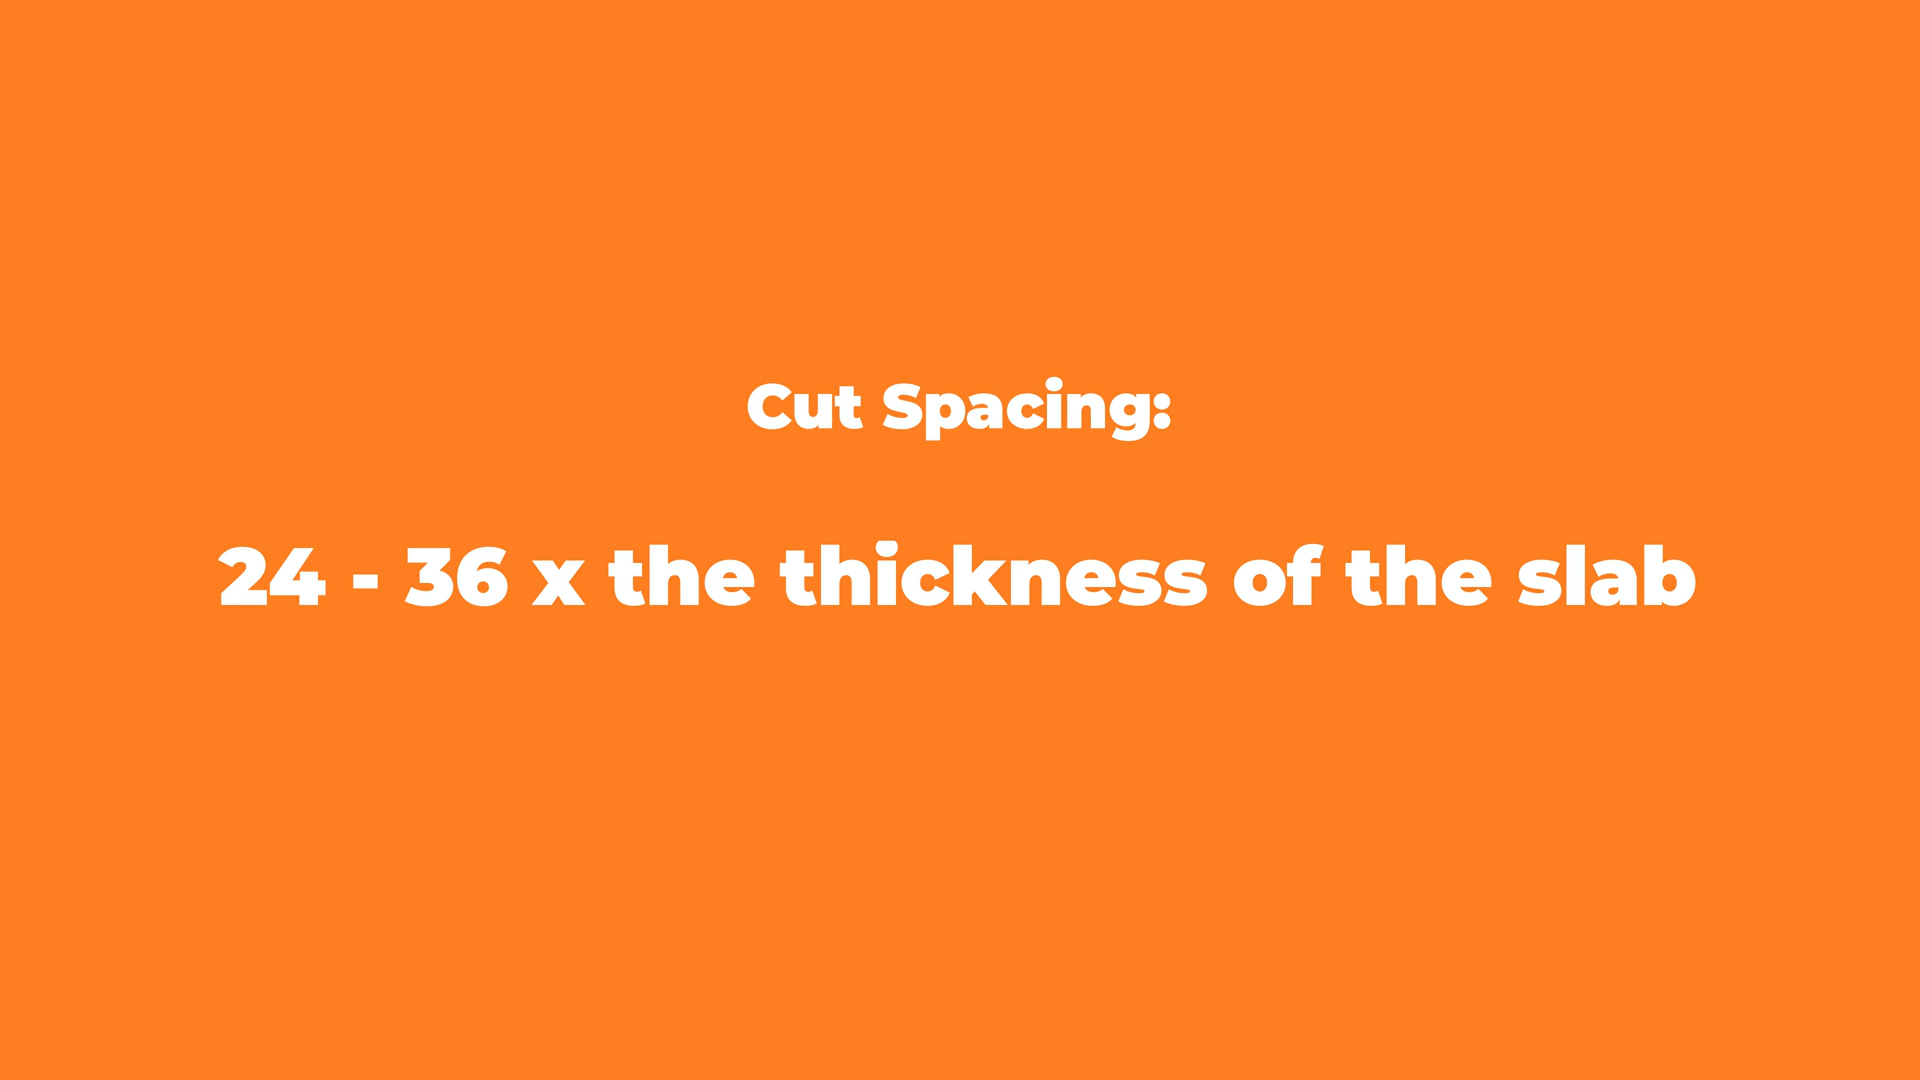 Cut Spacing:
24 - 36 x the thickness of the slab